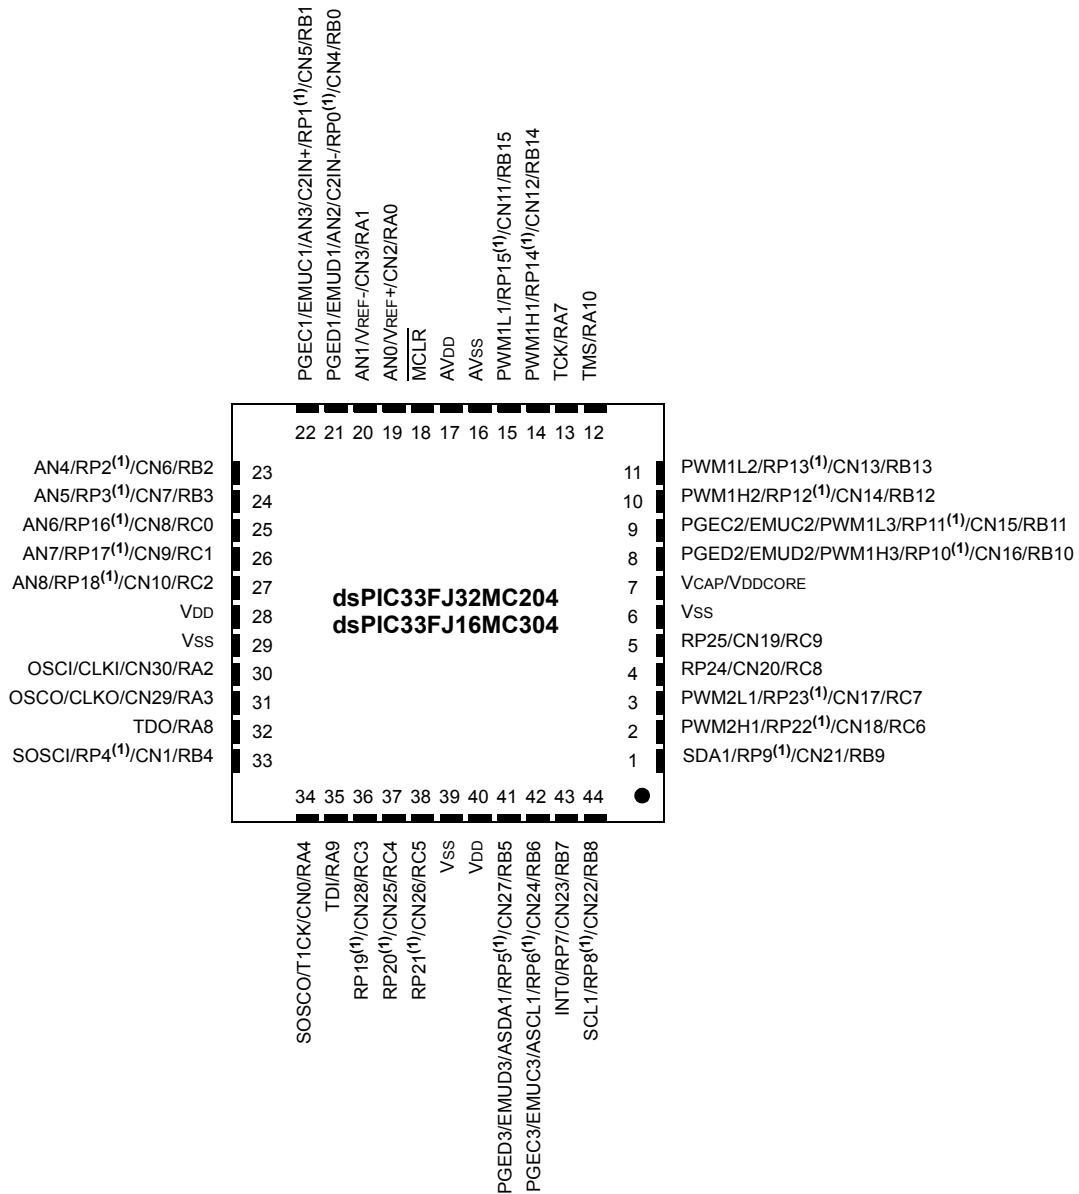 PGEC1/EMUC1/AN3/C2IN+/RP1(1)/CN5/RB1
PGED1/EMUD1/AN2/C2IN-/RP0(1)/CN4/RB0
AN1/VREF-/CN3/RA1
AN0/VREF+/CN2/RA0
MCLR
AVDD
AVSS
PWM1L1/RP15(1)/CN11/RB15
PWM1H1/RP14(1)/CN12/RB14
TCK/RA7
TMS/RA10
22 21 20 19 18 17 16 15 14 13 12
AN4/RP2(1)/CN6/RB2 23
AN5/RP3(1)/CN7/RB3 24
AN6/RP16(1)/CN8/RC0 25
AN7/RP17(1)/CN9/RC1 26
AN8/RP18(1)/CN10/RC2 27
VDD 28
VSS 29
OSCI/CLKI/CN30/RA2 30
OSCO/CLKO/CN29/RA3 31
TDO/RA8 32
SOSCI/RP4(1)/CN1/RB4 33
dsPIC33FJ32MC204
dsPIC33FJ16MC304
11 PWM1L2/RP13(1)/CN13/RB13
10 PWM1H2/RP12(1)/CN14/RB12
9 PGEC2/EMUC2/PWM1L3/RP11(1)/CN15/RB11
8 PGED2/EMUD2/PWM1H3/RP10(1)/CN16/RB10
7 VCAP/VDDCORE
6 VSS
5 RP25/CN19/RC9
4 RP24/CN20/RC8
3 PWM2L1/RP23(1)/CN17/RC7
2 PWM2H1/RP22(1)/CN18/RC6
1 SDA1/RP9(1)/CN21/RB9
34 35 36 37 38 39 40 41 42 43 44
SOSCO/T1CK/CN0/RA4
TDI/RA9
RP19(1)/CN28/RC3
RP20(1)/CN25/RC4
RP21(1)/CN26/RC5
VSS
VDD
PGED3/EMUD3/ASDA1/RP5(1)/CN27/RB5
PGEC3/EMUC3/ASCL1/RP6(1)/CN24/RB6
INT0/RP7/CN23/RB7
SCL1/RP8(1)/CN22/RB8